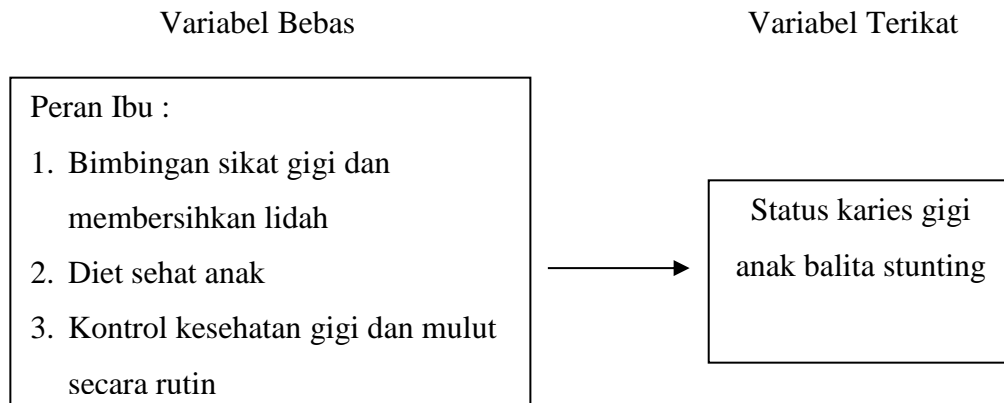 Variabel Bebas
Variabel Terikat
Peran Ibu :
1. Bimbingan sikat gigi dan
membersihkan lidah
2. Diet sehat anak
3. Kontrol kesehatan gigi dan mulut
secara rutin
Status karies gigi
anak balita stunting